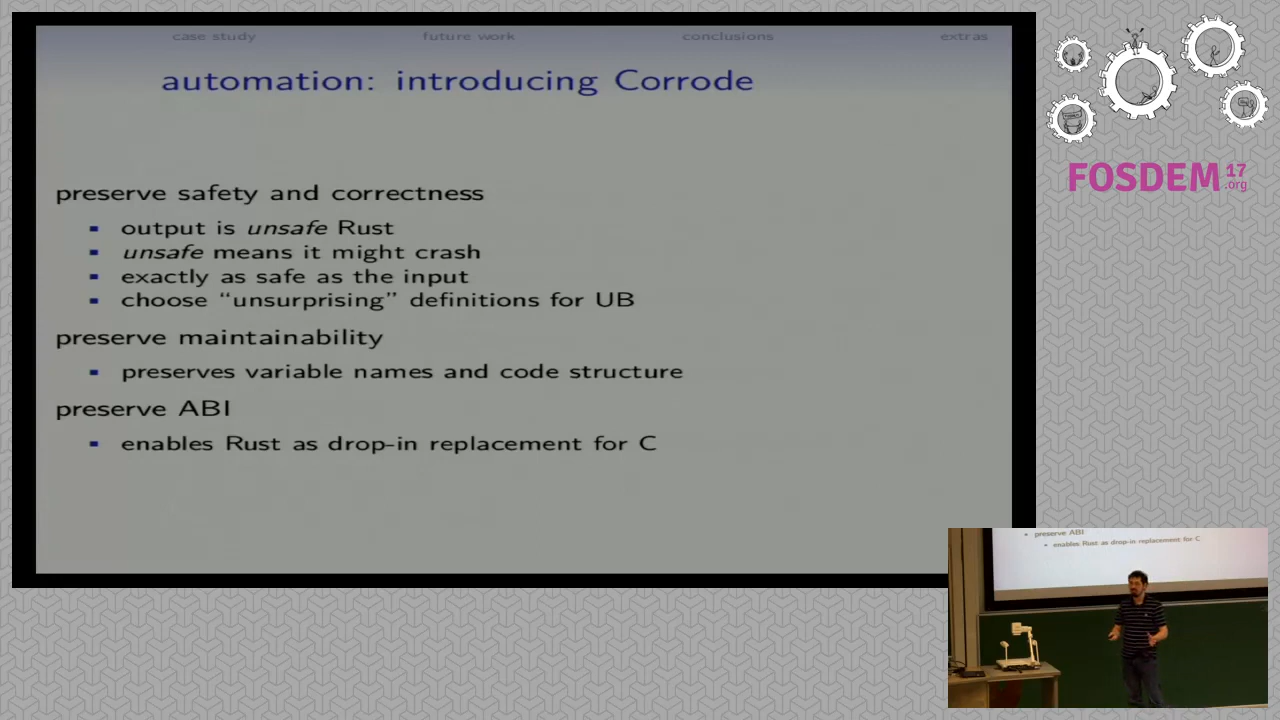 case study future work conclusions extras
automation: introducing Corrode
preserve safety and correctness
output is unsafe Rust
unsafe means it might crash
exactly as safe as the input
choose “unsurprising” definitions for UB
preserve maintainability
preserves variable names and code structure
preserve ABI
enables Rust as drop-in replacement for C
FOSDEM 17
.org
preserve ABI
enables Rust as drop-in replacement for C